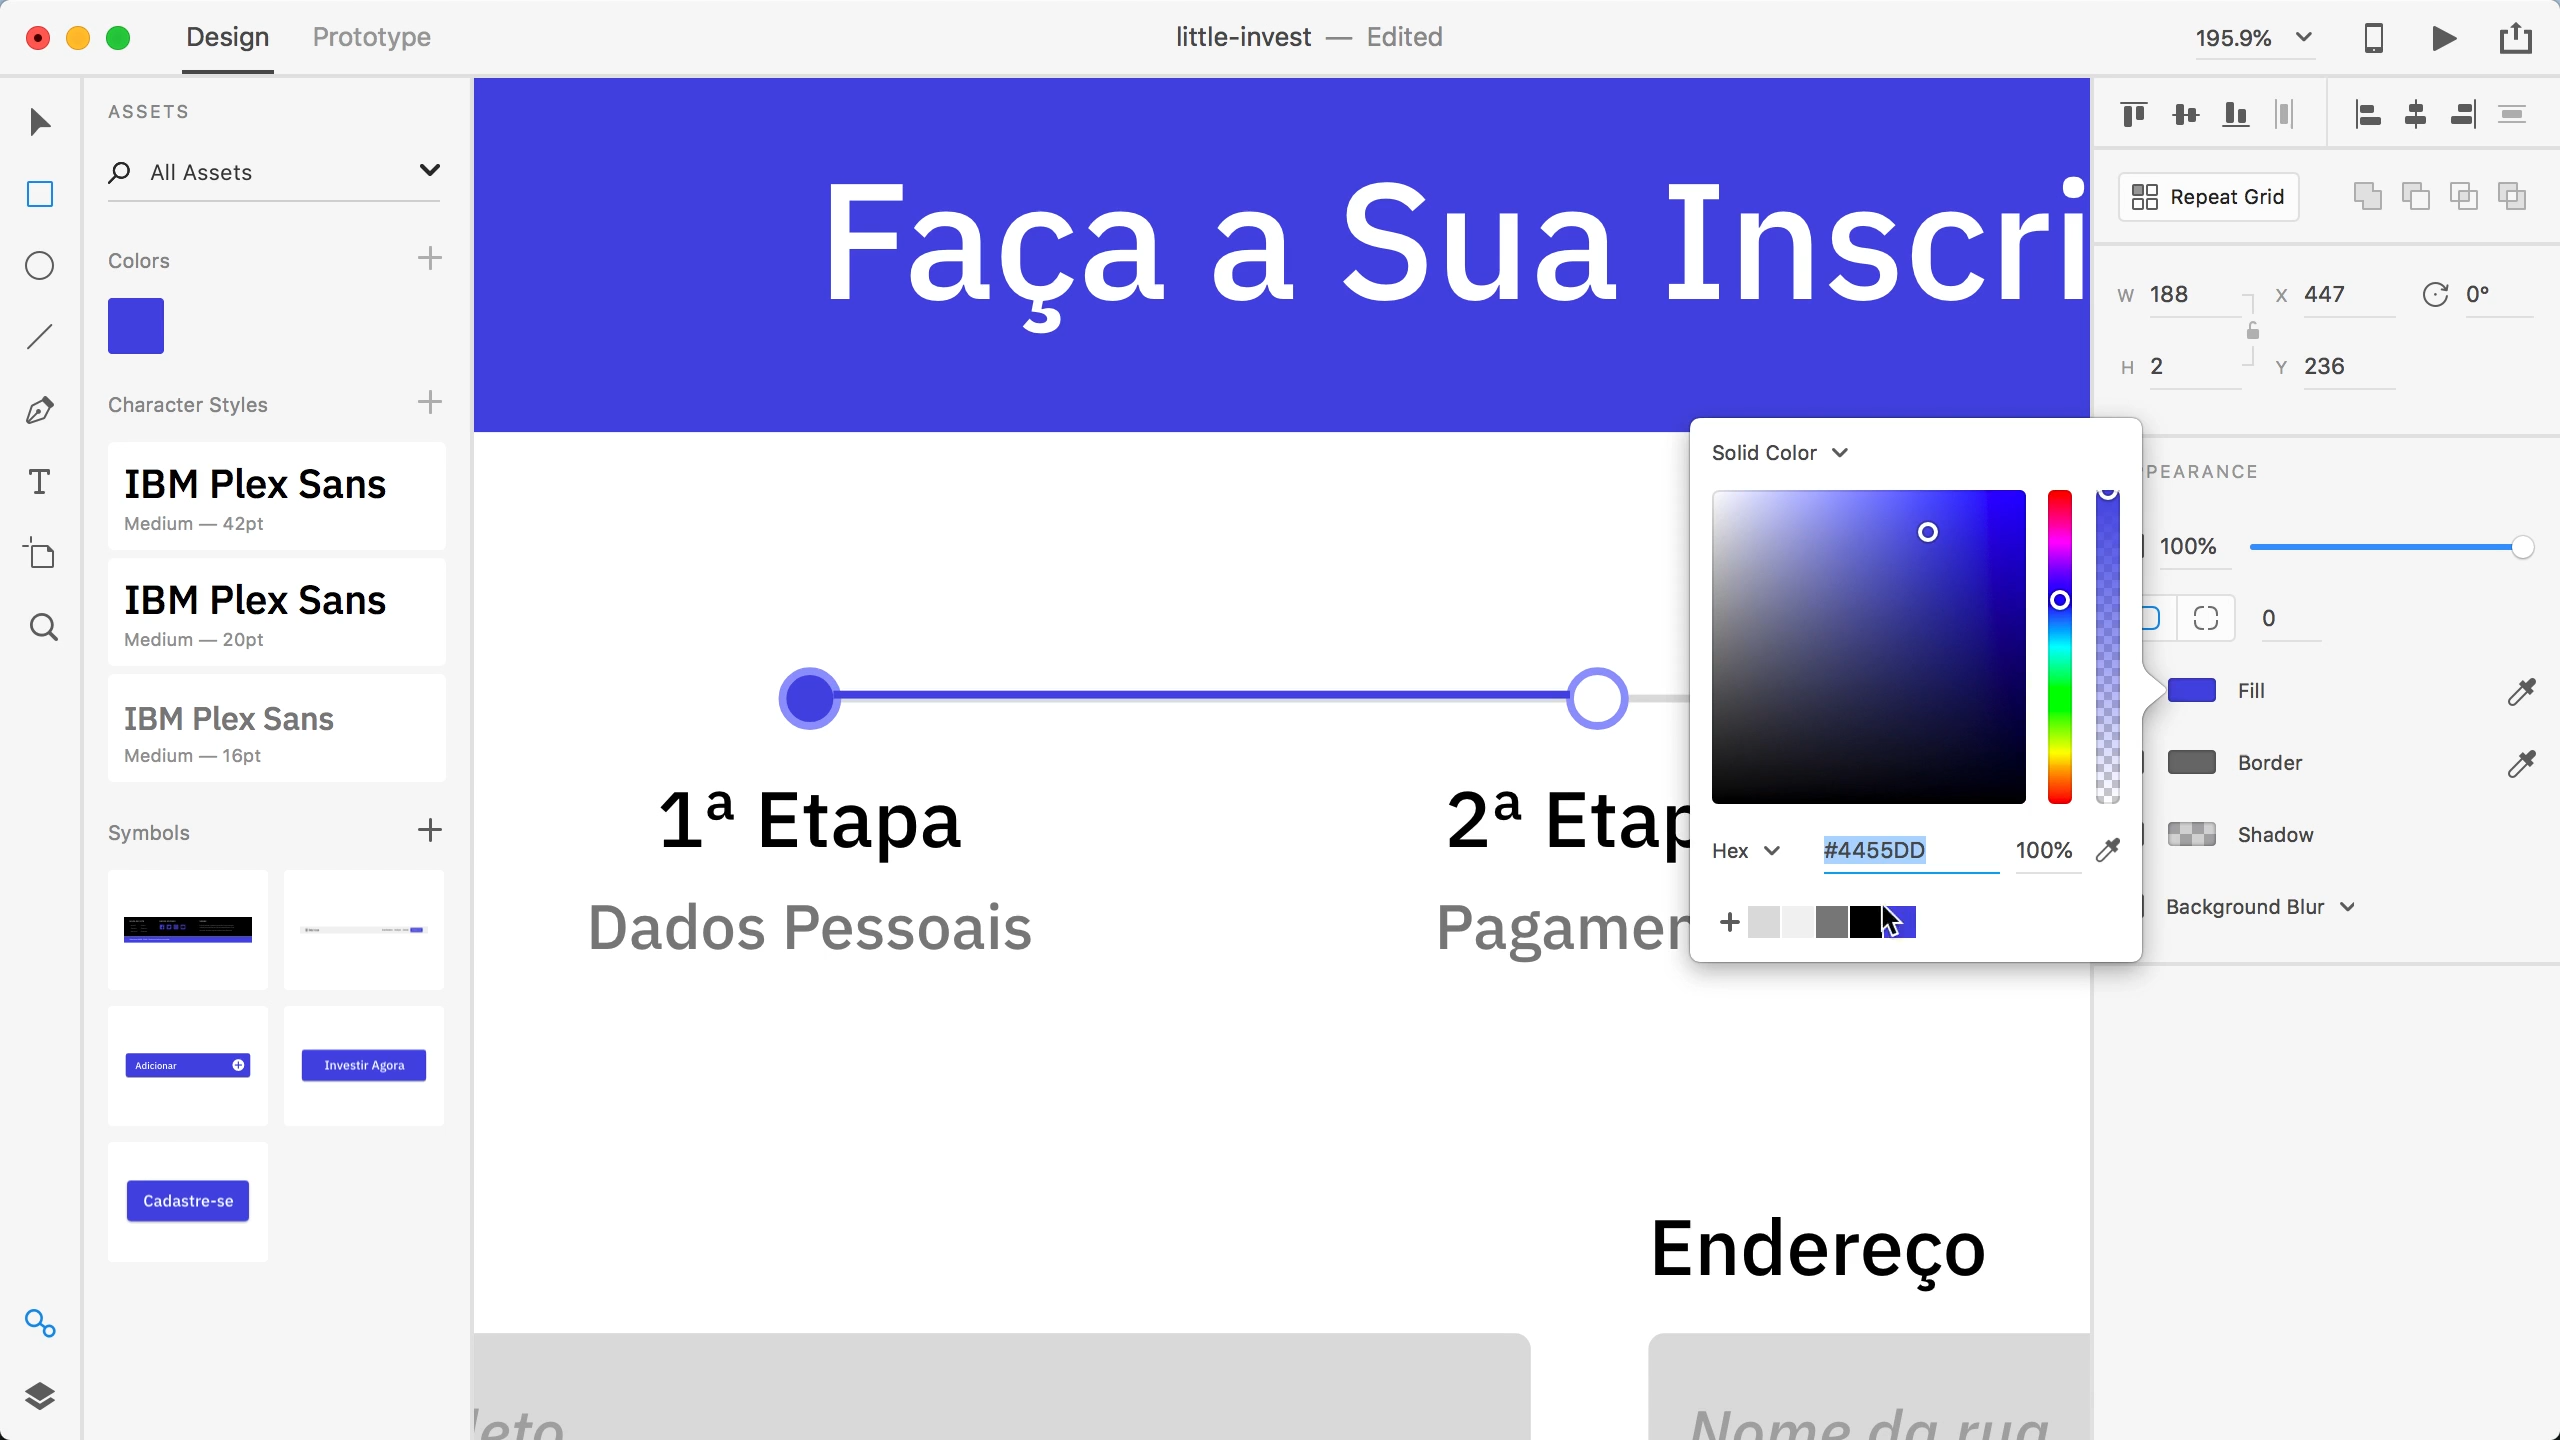 Design
Prototype
little-invest — Edited
195.9%
ASSETS
All Assets
Colors
Character Styles
IBM Plex Sans
Medium — 42pt
IBM Plex Sans
Medium — 20pt
IBM Plex Sans
Medium — 16pt
Symbols
Adicionar
Investir Agora
Cadastre-se
Faça a Sua Inscri
1ª Etapa
Dados Pessoais
2ª Etap
Pagamen
Endereço
leto
Nome da rua
Solid Color
Hex
#4455DD
100%
Repeat Grid
W 188
X 447
0°
H 2
Y 236
PEARANCE
100%
0
Fill
Border
Shadow
Background Blur